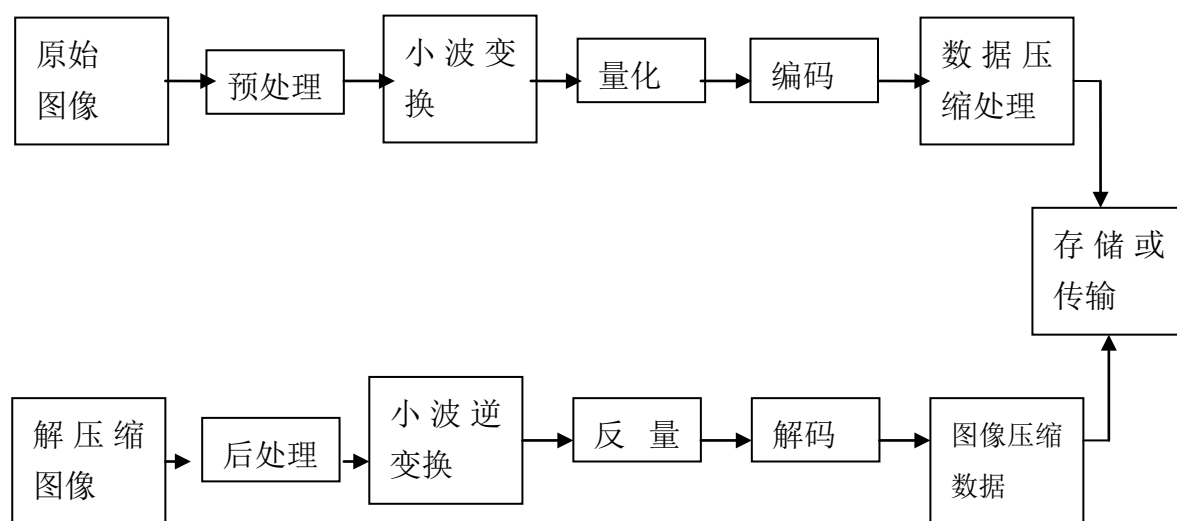 原始
图像
预处理
小波变
换
量化
编码
数据压
缩处理
存储或
传输
解压缩
图像
后处理
小波逆
变换
反量
解码
图像压缩
数据